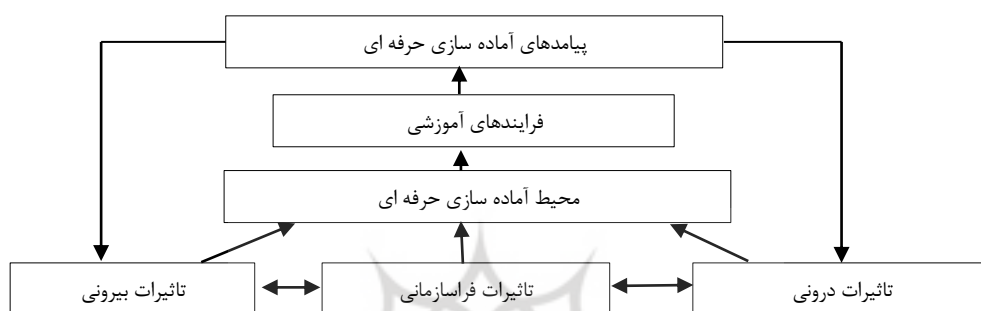 پیامدهای آماده سازی حرفه ای
فرایندهای آموزشی
محیط آماده سازی حرفه ای
تاثیرات درونی
تاثیرات فراسازمانی
تاثیرات بیرونی